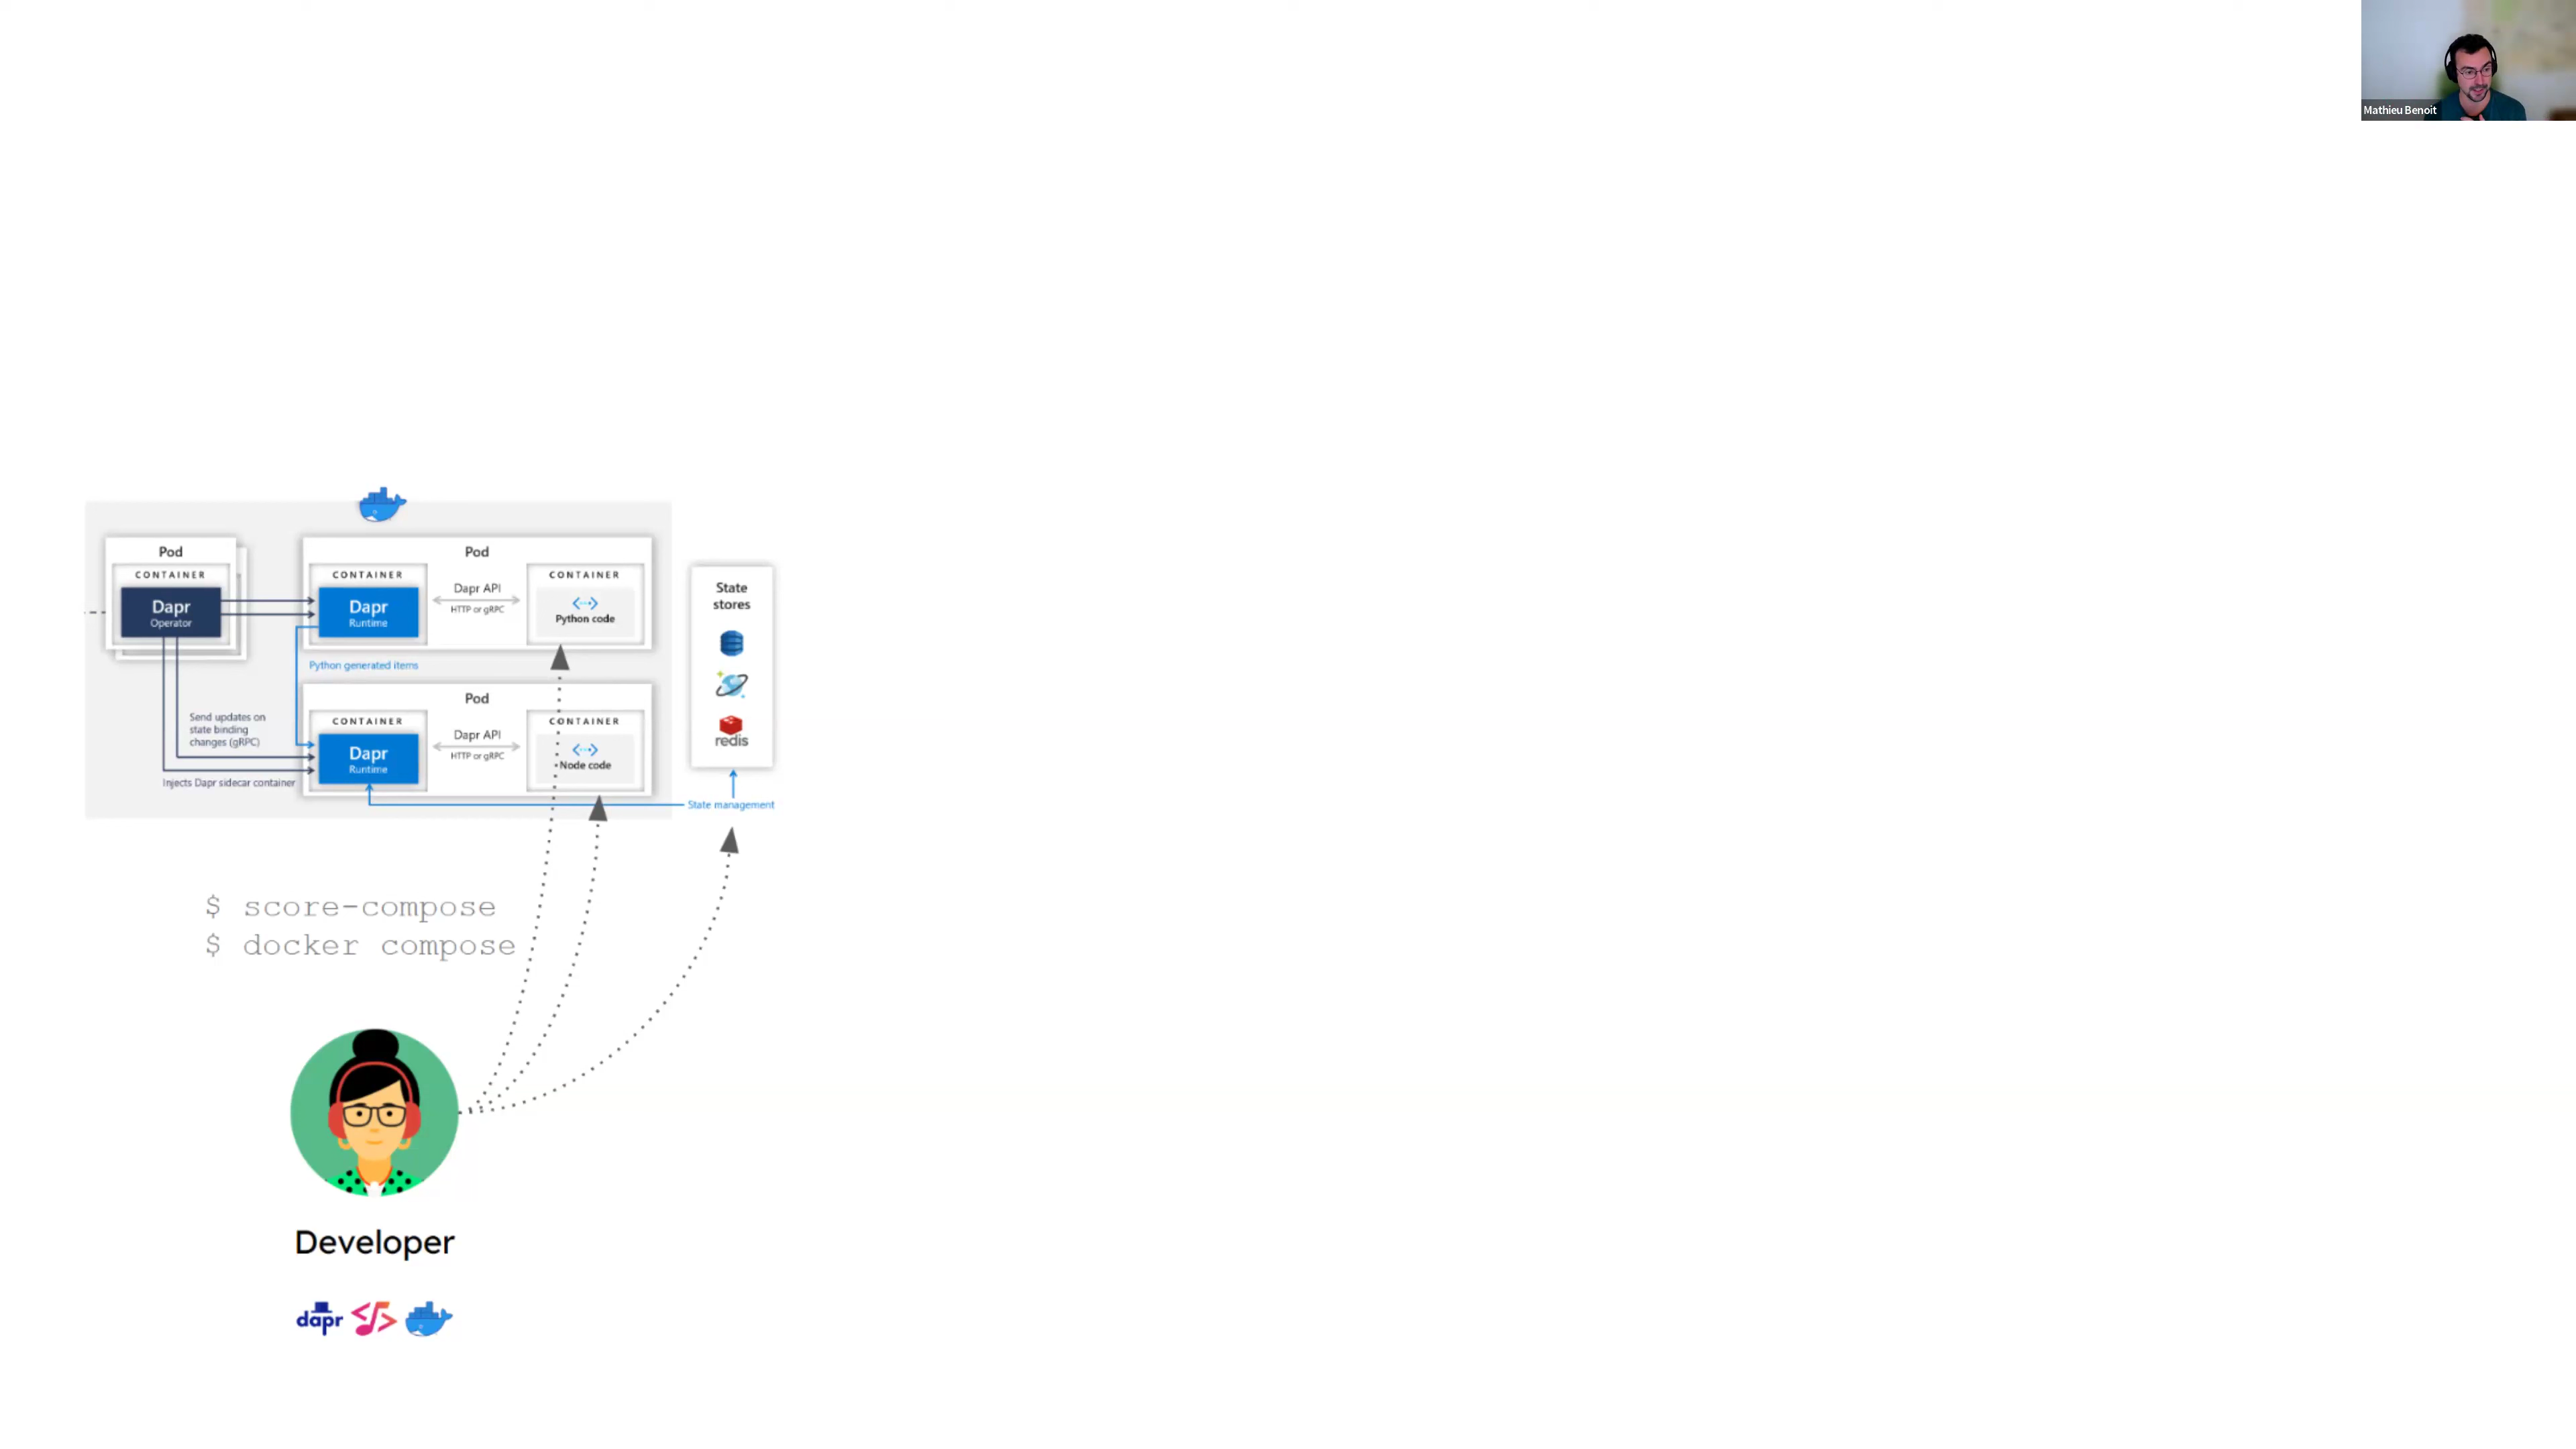 Mathieu Benoit
Pod
CONTAINER
Dapr
Operator
Pod
CONTAINER
Dapr
Runtime
Dapr API
HTTP or gRPC
CONTAINER
Python code
Python generated items
Send updates on
state binding
changes (gRPC)
Injects Dapr sidecar container
Pod
CONTAINER
Dapr
Runtime
Dapr API
HTTP or gRPC
CONTAINER
Node code
State
stores
redis
State management
$ score-compose
$ docker compose
Developer
dapr